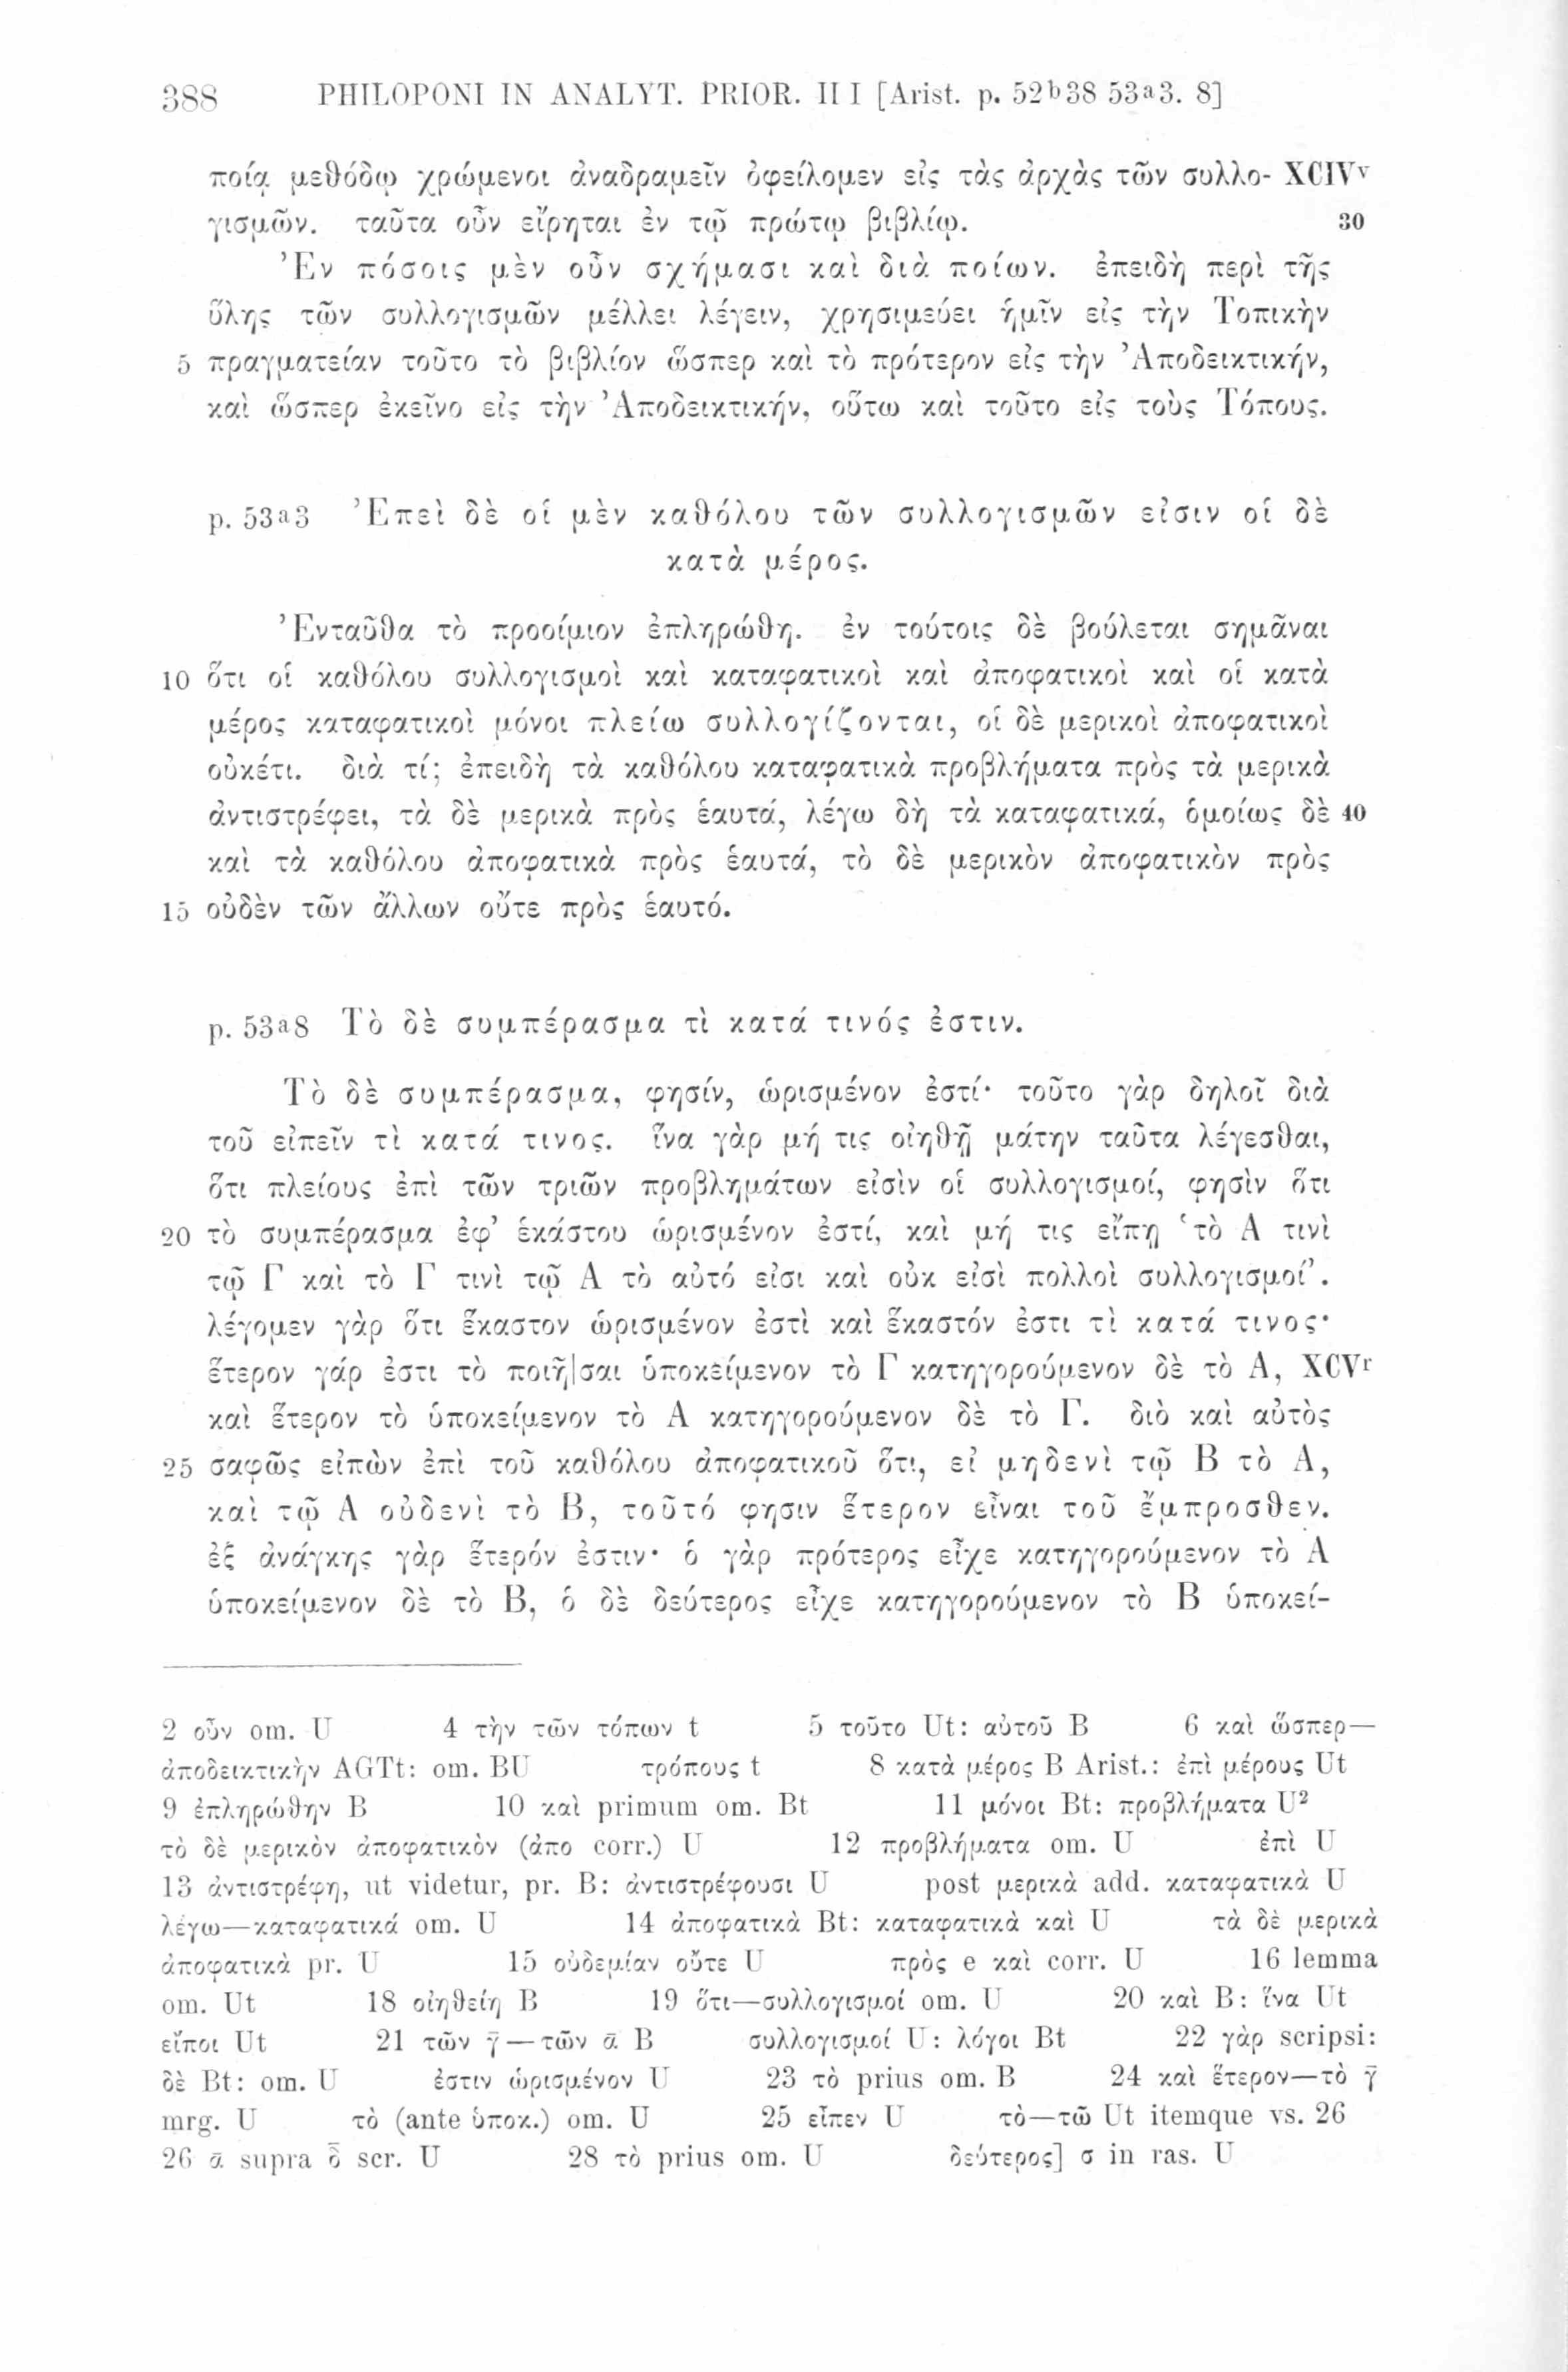 388 PHILOPONI IN ANALYT. PRIOR. II I [Arist. p. 52b38 53a3. 8]
ποίᾳ μεθόδῳ χρώμενοι ἀναδραμεῖν ὀφείλομεν εἰς τὰς ἀρχὰς τῶν συλλο- XCIVv
γισμῶν. ταῦτα οὖν εἴρηται ἐν τῷ πρώτῳ βιβλίῳ. 30
Ἐν πόσοις μὲν οὖν σχήμασι καὶ διὰ ποίων. ἐπειδὴ περὶ τῆς
ὕλης τῶν συλλογισμῶν μέλλει λέγειν, χρησιμεύει ἡμῖν εἰς τὴν Τοπικὴν
5 πραγματείαν τοῦτο τὸ βιβλίον ὥσπερ καὶ τὸ πρότερον εἰς τὴν Ἀποδεικτικήν,
καὶ ὥσπερ ἐκεῖνο εἰς τὴν Ἀποδεικτικήν, οὕτω καὶ τοῦτο εἰς τοὺς Τόπους.
p. 53a3 Ἐπεὶ δὲ οἱ μὲν καθόλου τῶν συλλογισμῶν εἰσιν οἱ δὲ
κατὰ μέρος.
Ἐνταῦθα τὸ προοίμιον ἐπληρώθη. ἐν τούτοις δὲ βούλεται σημᾶναι
10 ὅτι οἱ καθόλου συλλογισμοὶ καὶ καταφατικοὶ καὶ ἀποφατικοὶ καὶ οἱ κατὰ
μέρος καταφατικοὶ μόνοι πλείω συλλογίζονται, οἱ δὲ μερικοὶ ἀποφατικοὶ
οὐκέτι. διὰ τί; ἐπειδὴ τὰ καθόλου καταφατικὰ προβλήματα πρὸς τὰ μερικὰ
ἀντιστρέφει, τὰ δὲ μερικὰ πρὸς ἑαυτά, λέγω δὴ τὰ καταφατικά, ὁμοίως δὲ 40
καὶ τὰ καθόλου ἀποφατικὰ πρὸς ἑαυτά, τὸ δὲ μερικὸν ἀποφατικὸν πρὸς
15 οὐδὲν τῶν ἄλλων οὔτε πρὸς ἑαυτό.
p. 53a8 Τὸ δὲ συμπέρασμα τὶ κατά τινός ἐστιν.
Τὸ δὲ συμπέρασμα, φησίν, ὡρισμένον ἐστί· τοῦτο γὰρ δηλοῖ διὰ
τοῦ εἰπεῖν τὶ κατά τινος. ἵνα γὰρ μή τις οἰηθῇ μάτην ταῦτα λέγεσθαι,
ὅτι πλείους ἐπὶ τῶν τριῶν προβλημάτων εἰσὶν οἱ συλλογισμοί, φησὶν ὅτι
20 τὸ συμπέρασμα ἐφ’ ἑκάστου ὡρισμένον ἐστί, καὶ μή τις εἴπῃ ‘τὸ Α τινὶ
τῷ Γ καὶ τὸ Γ τινὶ τῷ Α τὸ αὐτό εἰσι καὶ οὐκ εἰσὶ πολλοὶ συλλογισμοί’.
λέγομεν γὰρ ὅτι ἕκαστον ὡρισμένον ἐστὶ καὶ ἕκαστόν ἐστι τὶ κατά τινος·
ἕτερον γάρ ἐστι τὸ ποιῆ|σαι ὑποκείμενον τὸ Γ κατηγορούμενον δὲ τὸ Α, XCVr
καὶ ἕτερον τὸ ὑποκείμενον τὸ Α κατηγορούμενον δὲ τὸ Γ. διὸ καὶ αὐτὸς
25 σαφῶς εἰπὼν ἐπὶ τοῦ καθόλου ἀποφατικοῦ ὅτι, εἰ μηδενὶ τῷ Β τὸ Α,
καὶ τῷ Α οὐδενὶ τὸ Β, τοῦτό φησιν ἕτερον εἶναι τοῦ ἔμπροσθεν.
ἐξ ἀνάγκης γὰρ ἕτερόν ἐστιν· ὁ γὰρ πρότερος εἶχε κατηγορούμενον τὸ Α
ὑποκείμενον δὲ τὸ Β, ὁ δὲ δεύτερος εἶχε κατηγορούμενον τὸ Β ὑποκεί-
2 οὖν om. U 4 τὴν τῶν τόπων t 5 τοῦτο Ut: αὐτοῦ B 6 καὶ ὥσπερ—
ἀποδεικτικὴν AGTt: om. BU τρόπους t 8 κατὰ μέρος B Arist.: ἐπὶ μέρους Ut
9 ἐπληρώθην B 10 καὶ primum om. Bt 11 μόνοι Bt: προβλήματα U²
τὸ δὲ μερικὸν ἀποφατικὸν (ἀπο corr.) U 12 προβλήματα om. U ἐπὶ U
13 ἀντιστρέφη, ut videtur, pr. B: ἀντιστρέφουσι U post μερικὰ add. καταφατικὰ U
λέγω—καταφατικά om. U 14 ἀποφατικὰ Bt: καταφατικὰ καὶ U τὰ δὲ μερικὰ
ἀποφατικὰ pr. U 15 οὐδεμίαν οὔτε U πρὸς e καὶ corr. U 16 lemma
om. Ut 18 οἰηθείη B 19 ὅτι—συλλογισμοί om. U 20 καὶ B: ἵνα Ut
εἴποι Ut 21 τῶν γ̄—τῶν ᾱ B συλλογισμοί U: λόγοι Bt 22 γὰρ scripsi:
δὲ Bt: om. U ἐστιν ὡρισμένον U 23 τὸ prius om. B 24 καὶ ἕτερον—τὸ γ̄
mrg. U τὸ (ante ὑποκ.) om. U 25 εἶπεν U τὸ—τῶ Ut itemque vs. 26
26 ᾱ supra δ̄ scr. U 28 τὸ prius om. U δεύτερος] σ in ras. U